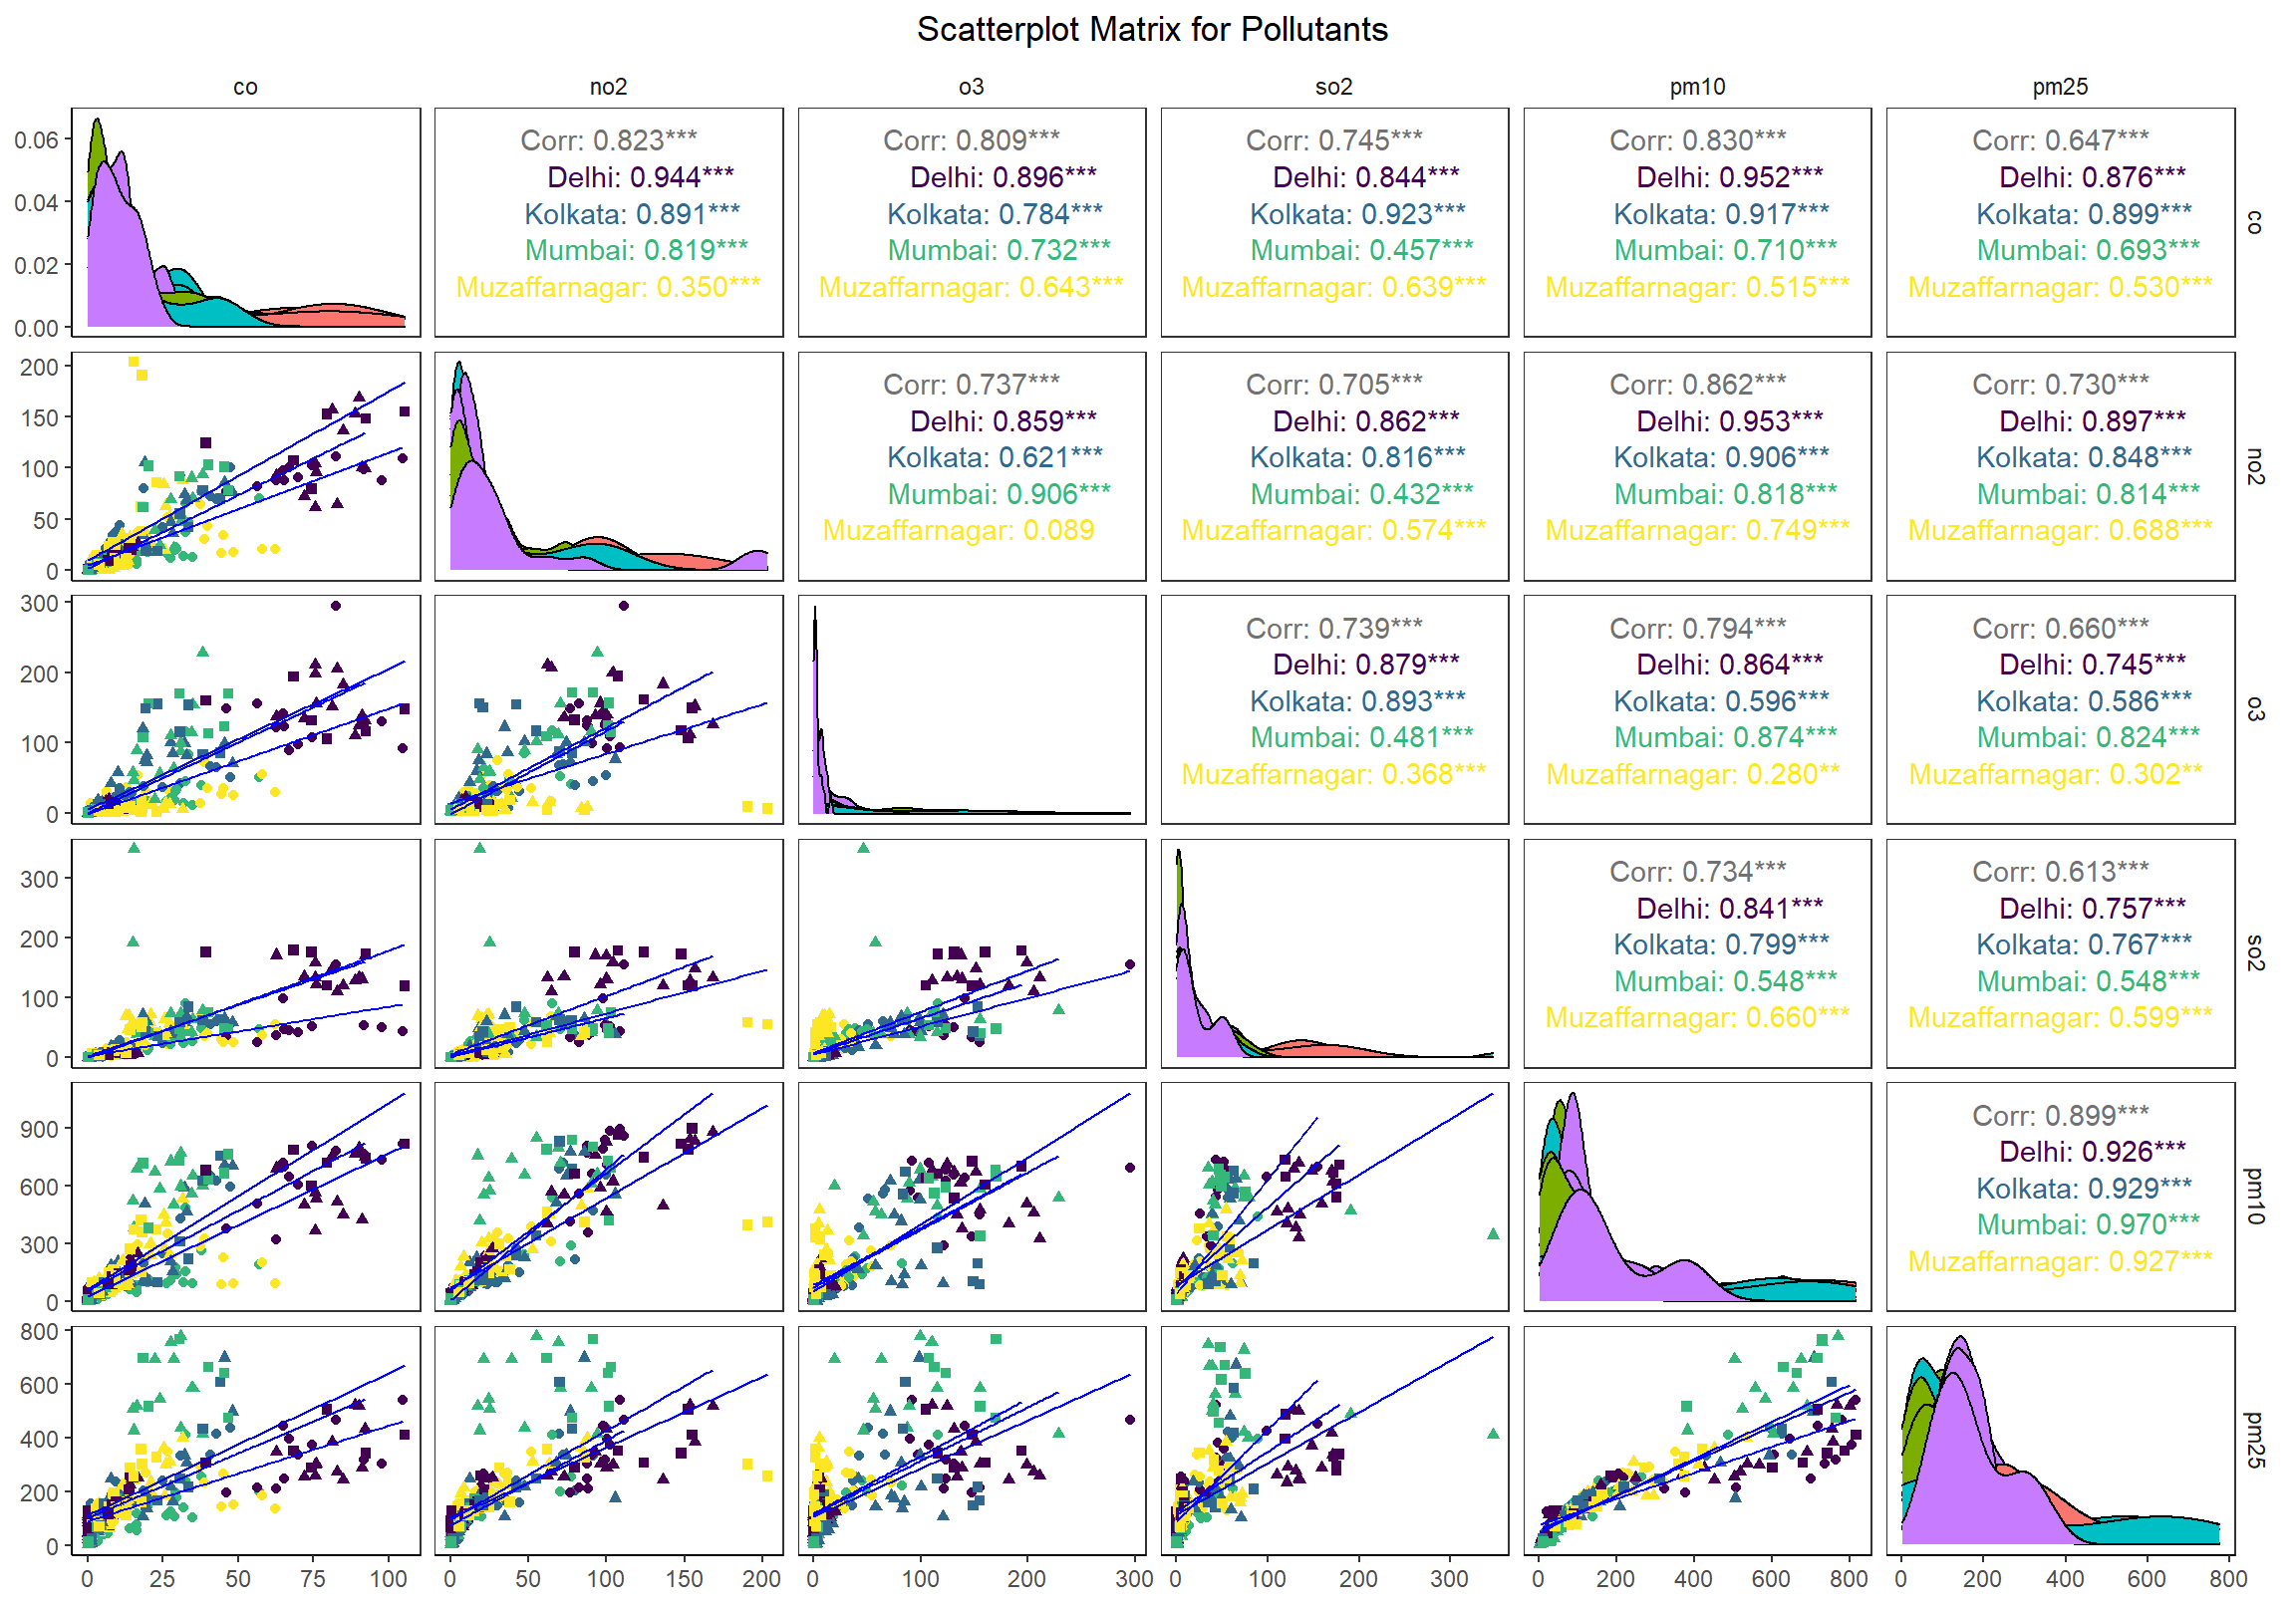 Scatterplot Matrix for Pollutants
co no2 o3 so2 pm10 pm25
0.06
0.04
0.02
0.00
Corr: 0.823***
Delhi: 0.944***
Kolkata: 0.891***
Mumbai: 0.819***
Muzaffarnagar: 0.350***
Corr: 0.809***
Delhi: 0.896***
Kolkata: 0.784***
Mumbai: 0.732***
Muzaffarnagar: 0.643***
Corr: 0.745***
Delhi: 0.844***
Kolkata: 0.923***
Mumbai: 0.457***
Muzaffarnagar: 0.639***
Corr: 0.830***
Delhi: 0.952***
Kolkata: 0.917***
Mumbai: 0.710***
Muzaffarnagar: 0.515***
Corr: 0.647***
Delhi: 0.876***
Kolkata: 0.899***
Mumbai: 0.693***
Muzaffarnagar: 0.530***
co
200
150
100
50
0
Corr: 0.737***
Delhi: 0.859***
Kolkata: 0.621***
Mumbai: 0.906***
Muzaffarnagar: 0.089
Corr: 0.705***
Delhi: 0.862***
Kolkata: 0.816***
Mumbai: 0.432***
Muzaffarnagar: 0.574***
Corr: 0.862***
Delhi: 0.953***
Kolkata: 0.906***
Mumbai: 0.818***
Muzaffarnagar: 0.749***
Corr: 0.730***
Delhi: 0.897***
Kolkata: 0.848***
Mumbai: 0.814***
Muzaffarnagar: 0.688***
no2
300
200
100
0
Corr: 0.739***
Delhi: 0.879***
Kolkata: 0.893***
Mumbai: 0.481***
Muzaffarnagar: 0.368***
Corr: 0.794***
Delhi: 0.864***
Kolkata: 0.596***
Mumbai: 0.874***
Muzaffarnagar: 0.280**
Corr: 0.660***
Delhi: 0.745***
Kolkata: 0.586***
Mumbai: 0.824***
Muzaffarnagar: 0.302**
o3
300
200
100
0
Corr: 0.734***
Delhi: 0.841***
Kolkata: 0.799***
Mumbai: 0.548***
Muzaffarnagar: 0.660***
Corr: 0.613***
Delhi: 0.757***
Kolkata: 0.767***
Mumbai: 0.548***
Muzaffarnagar: 0.599***
so2
900
600
300
0
Corr: 0.899***
Delhi: 0.926***
Kolkata: 0.929***
Mumbai: 0.970***
Muzaffarnagar: 0.927***
pm10
800
600
400
200
0
pm25
0 25 50 75 100
0 50 100 150 200
0 100 200 300
0 100 200 300
0 200 400 600 800
0 200 400 600 800